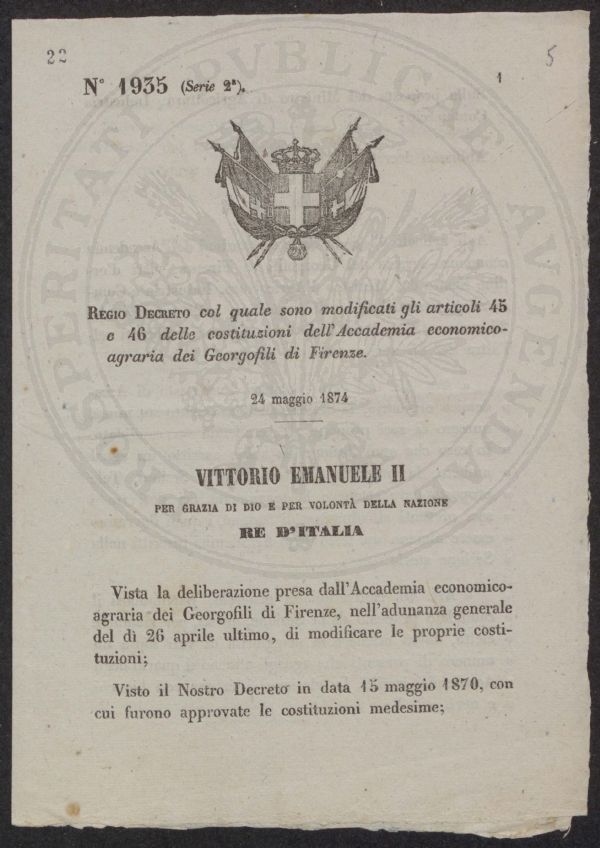 22
5
N° 1935 (Serie 2ª).
1
REGIO DECRETO col quale sono modificati gli articoli 45
e 46 delle costituzioni dell'Accademia economico-
agraria dei Georgofili di Firenze.
24 maggio 1874
VITTORIO EMANUELE II
PER GRAZIA DI DIO E PER VOLONTÀ DELLA NAZIONE
RE D'ITALIA
Vista la deliberazione presa dall'Accademia economico-
agraria dei Georgofili di Firenze, nell'adunanza generale
del dì 26 aprile ultimo, di modificare le proprie costi-
tuzioni;
Visto il Nostro Decreto in data 15 maggio 1870, con
cui furono approvate le costituzioni medesime;
PROSPERITATI PUBLICAE AUGENDAE